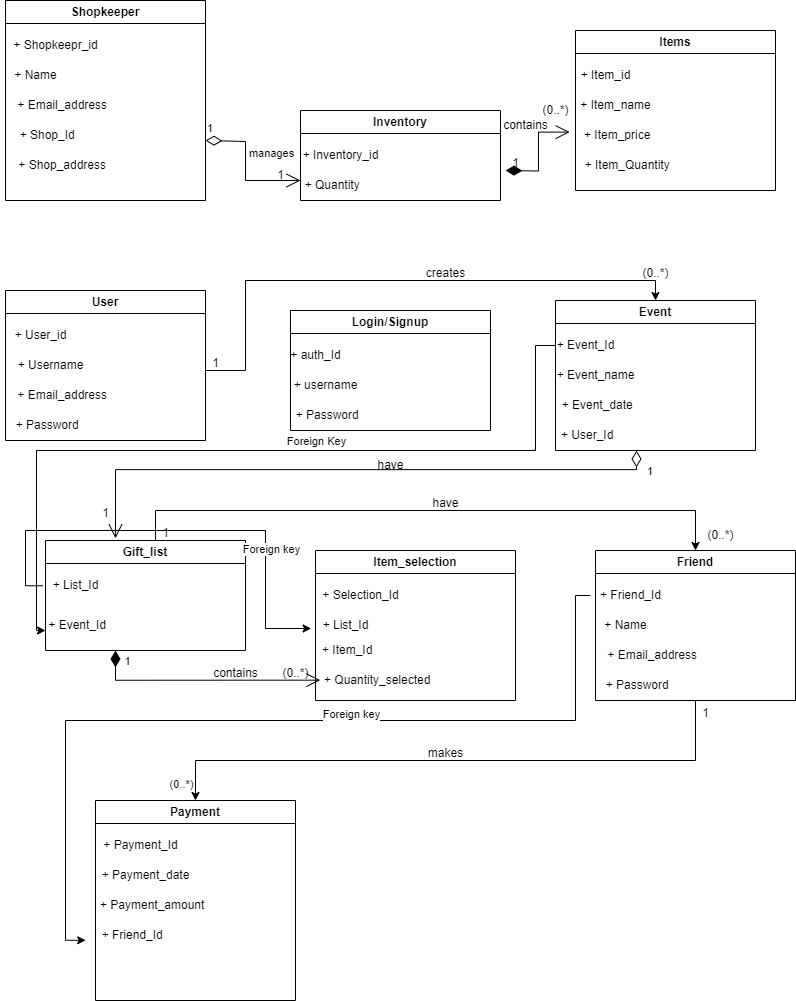 Shopkeeper
+ Shopkeepr_id
+ Name
+ Email_address
+ Shop_Id
+ Shop_address
1
manages
1
Inventory
+ Inventory_id
+ Quantity
1
contains
(0..*)
Items
+ Item_id
+ Item_name
+ Item_price
+ Item_Quantity
User
+ User_id
+ Username
+ Email_address
+ Password
1
creates
(0..*)
Login/Signup
+ auth_Id
+ username
+ Password
Event
+ Event_Id
+ Event_name
+ Event_date
+ User_Id
Foreign Key
have
1
1
have
1
(0..*)
Gift_list
+ List_Id
+ Event_Id
Foreign key
1
contains
(0..*)
Item_selection
+ Selection_Id
+ List_Id
+ Item_Id
+ Quantity_selected
Friend
+ Friend_Id
+ Name
+ Email_address
+ Password
Foreign key
1
makes
(0..*)
Payment
+ Payment_Id
+ Payment_date
+ Payment_amount
+ Friend_Id